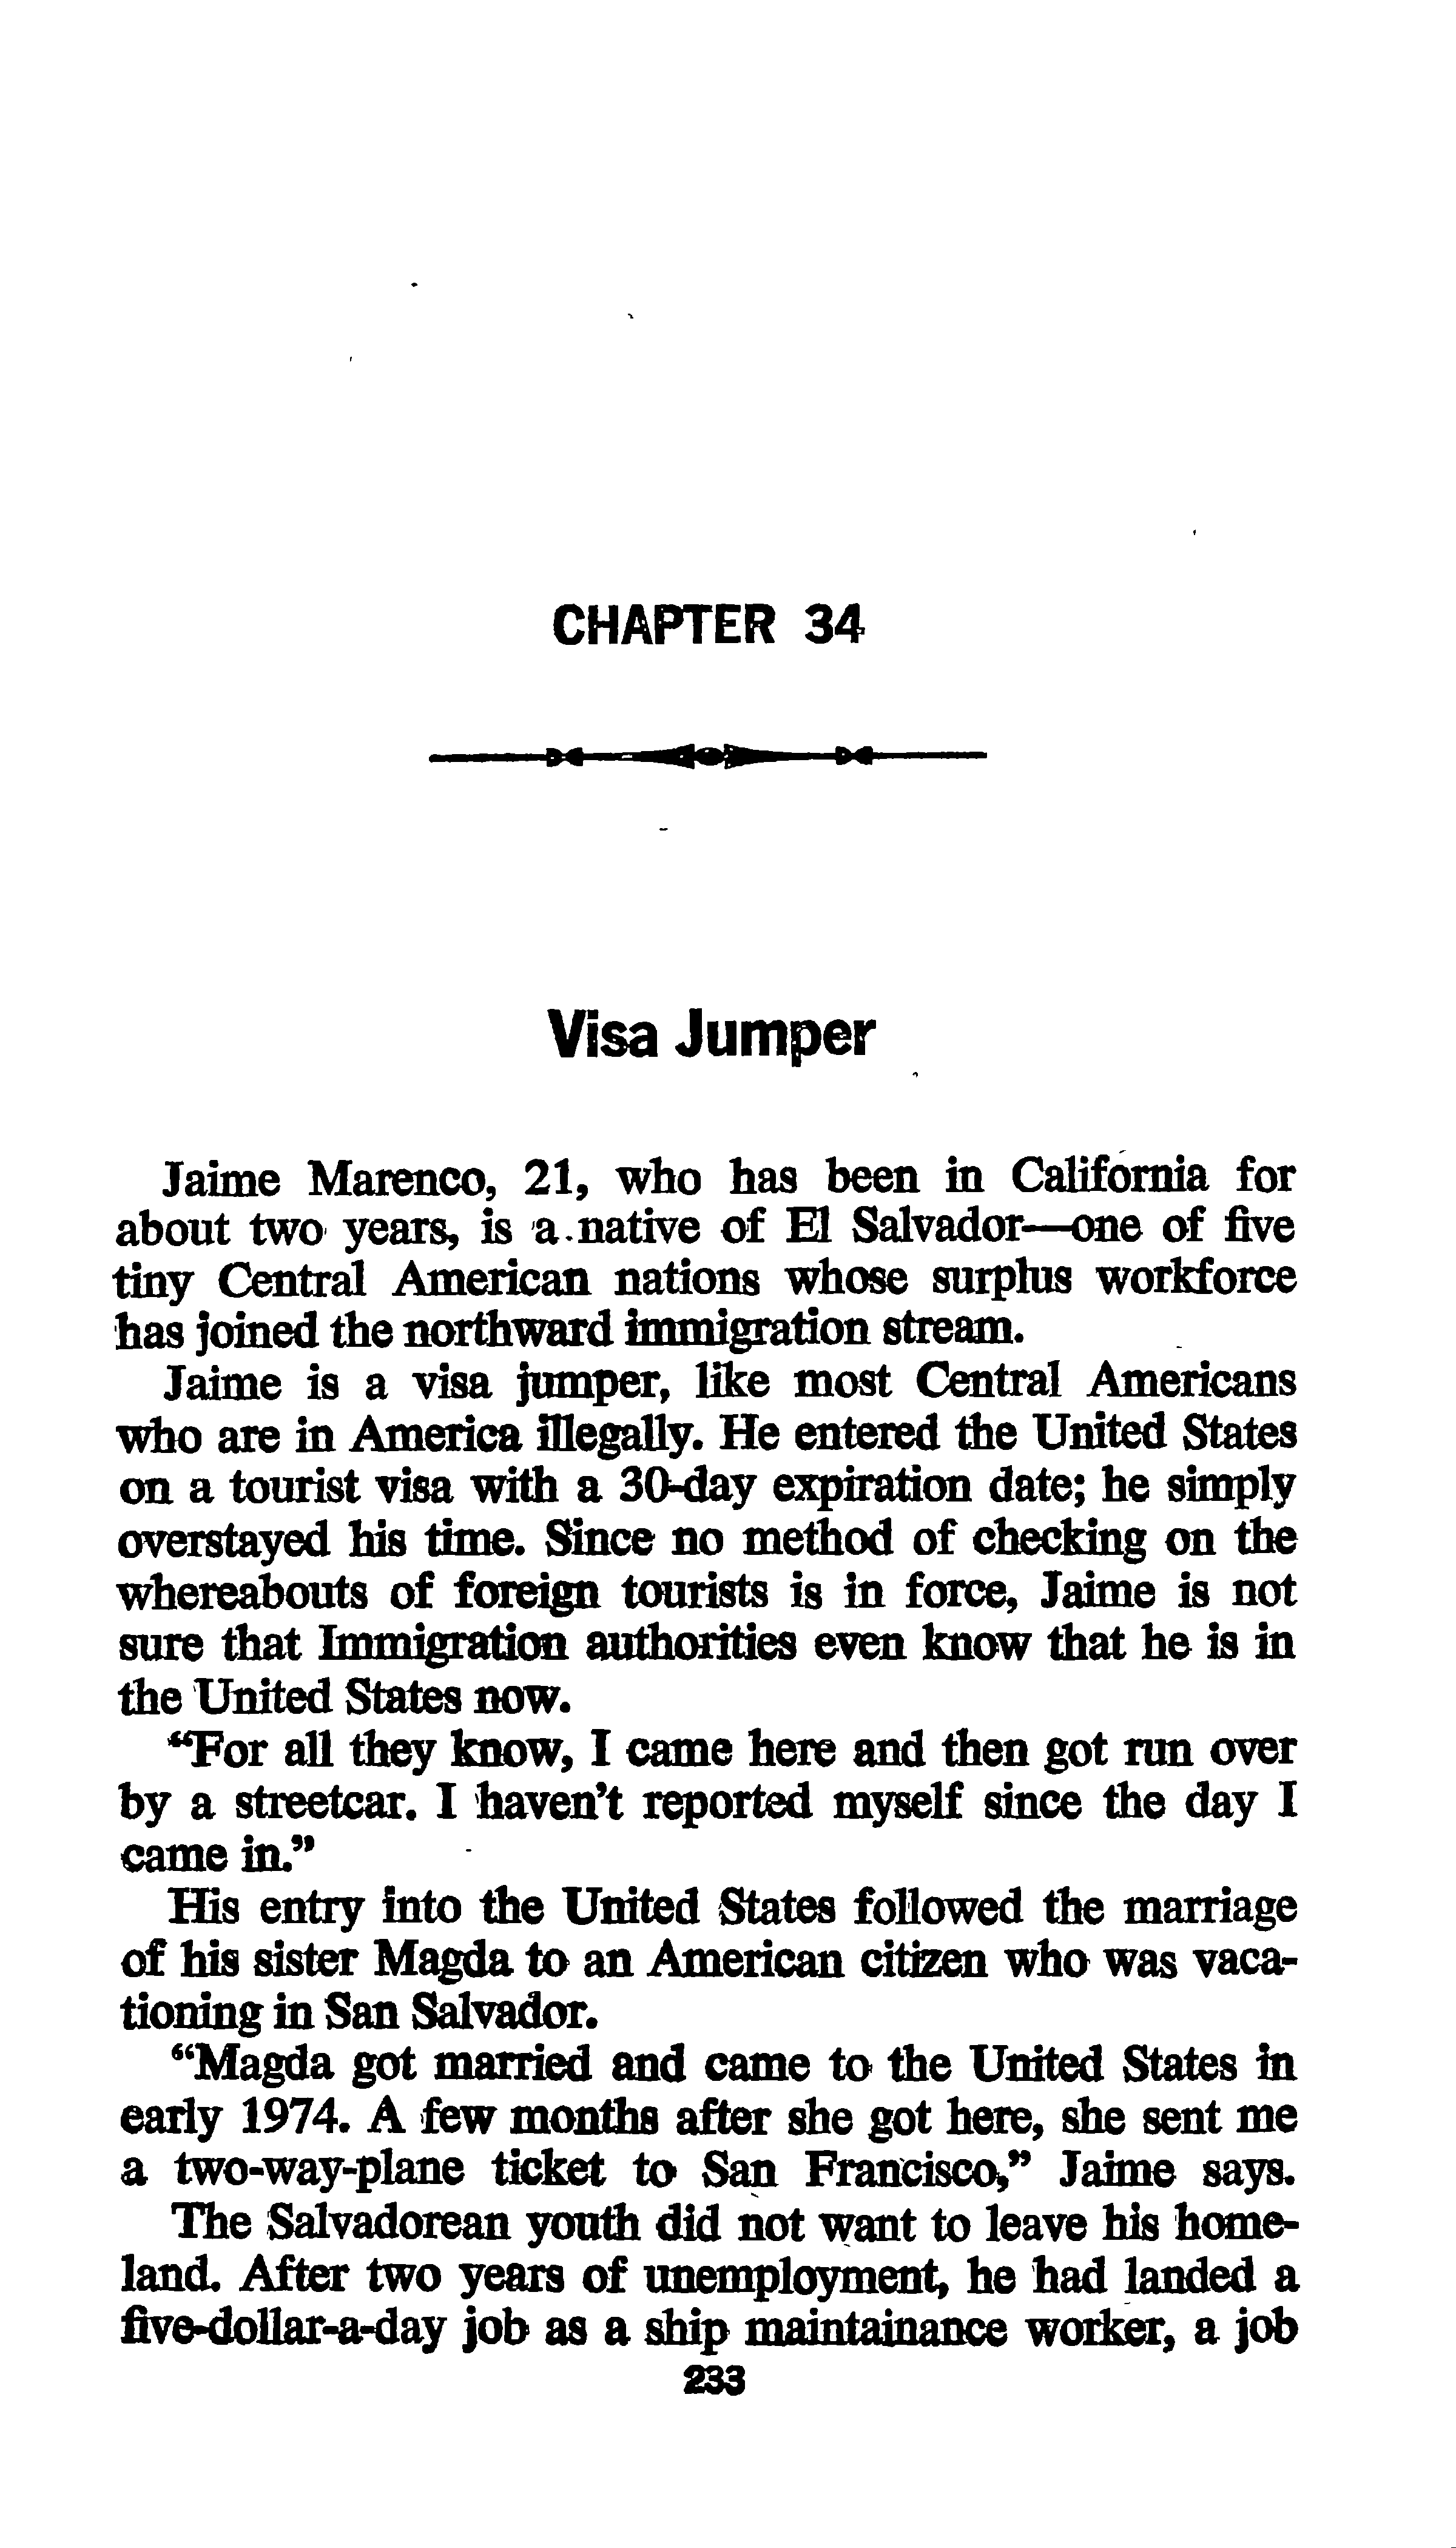 CHAPTER 34
Visa Jumper
Jaime Marenco, 21, who has been in California for
about two years, is a native of El Salvador—one of five
tiny Central American nations whose surplus workforce
has joined the northward immigration stream.
Jaime is a visa jumper, like most Central Americans
who are in America illegally. He entered the United States
on a tourist visa with a 30-day expiration date; he simply
overstayed his time. Since no method of checking on the
whereabouts of foreign tourists is in force, Jaime is not
sure that Immigration authorities even know that he is in
the United States now.
“For all they know, I came here and then got run over
by a streetcar. I haven’t reported myself since the day I
came in.”
His entry into the United States followed the marriage
of his sister Magda to an American citizen who was vaca-
tioning in San Salvador.
“Magda got married and came to the United States in
early 1974. A few months after she got here, she sent me
a two-way-plane ticket to San Francisco,” Jaime says.
The Salvadorean youth did not want to leave his home-
land. After two years of unemployment, he had landed a
five-dollar-a-day job as a ship maintainance worker, a job
233